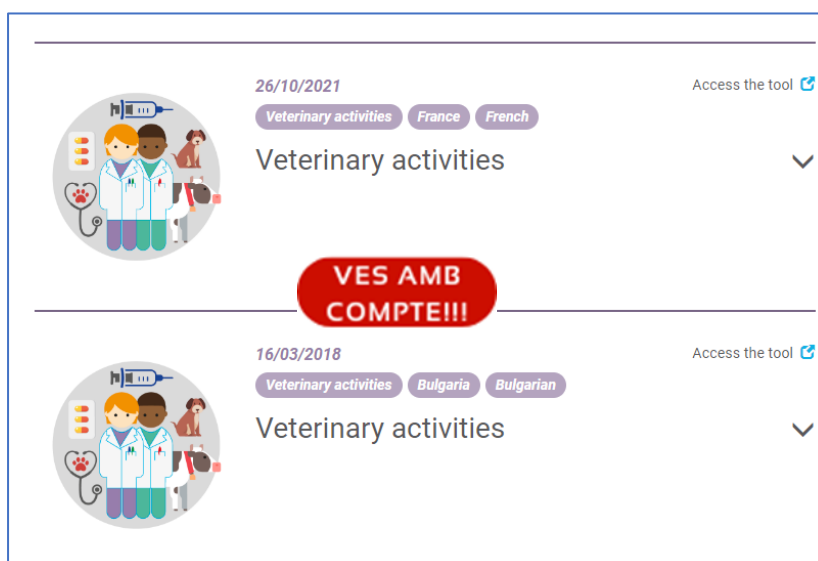 26/10/2021
Access the tool
Veterinary activities France French
Veterinary activities
VES AMB
COMPTE!!!
16/03/2018
Access the tool
Veterinary activities Bulgaria Bulgarian
Veterinary activities